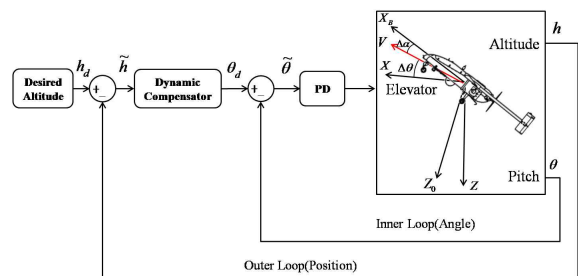 Desired
Altitude
h_d
+
−
h̃
Dynamic
Compensator
θ_d
+
−
θ̃
PD
X_B
V
Δα
X
Δθ
Elevator
Z_0
Z
Altitude
Pitch
h
θ
Inner Loop(Angle)
Outer Loop(Position)